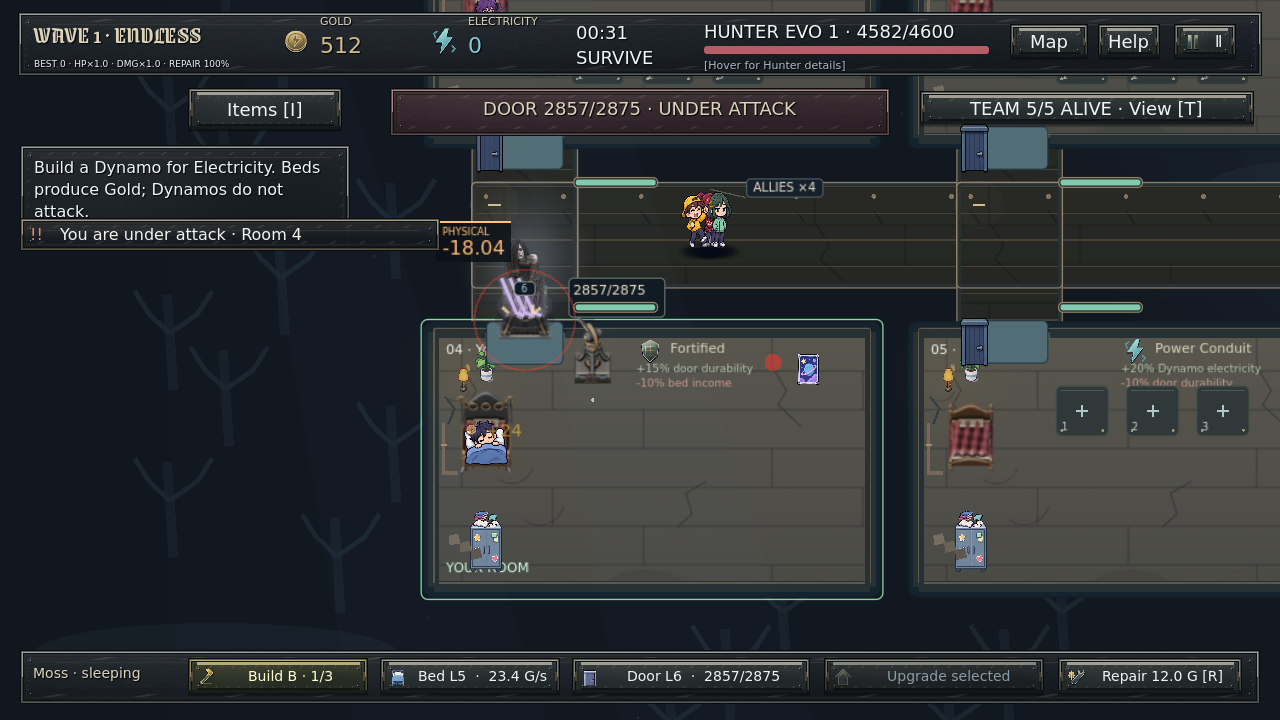 WAVE 1 · ENDLESS
BEST 0 · HP×1.0 · DMG×1.0 · REPAIR 100%
GOLD
512
ELECTRICITY
0
00:31
SURVIVE
HUNTER EVO 1 · 4582/4600
[Hover for Hunter details]
Map
Help
Items [I]
DOOR 2857/2875 · UNDER ATTACK
TEAM 5/5 ALIVE · View [T]
Build a Dynamo for Electricity. Beds
produce Gold; Dynamos do not
attack.
!! You are under attack · Room 4
PHYSICAL
-18.04
ALLIES ×4
6
2857/2875
04 ·
Fortified
+15% door durability
-10% bed income
24
YOUR ROOM
05 ·
Power Conduit
+20% Dynamo electricity
-10% door durability
+ + +
1 2 3
Moss · sleeping
Build B · 1/3
Bed L5 · 23.4 G/s
Door L6 · 2857/2875
Upgrade selected
Repair 12.0 G [R]